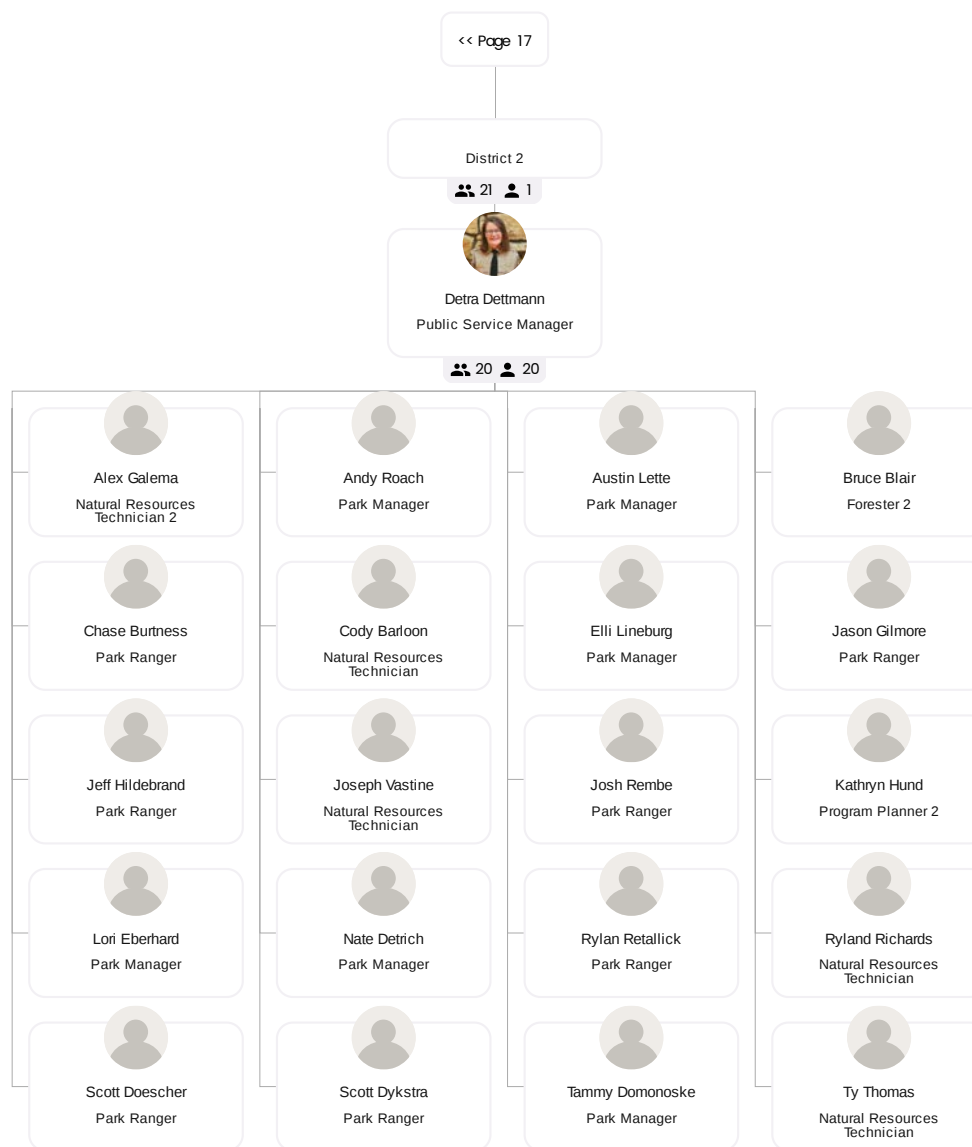 << Page 17
District 2
21 1
Detra Dettmann
Public Service Manager
20 20
Alex Galema
Natural Resources
Technician 2
Andy Roach
Park Manager
Austin Lette
Park Manager
Bruce Blair
Forester 2
Chase Burtness
Park Ranger
Cody Barloon
Natural Resources
Technician
Elli Lineburg
Park Manager
Jason Gilmore
Park Ranger
Jeff Hildebrand
Park Ranger
Joseph Vastine
Natural Resources
Technician
Josh Rembe
Park Ranger
Kathryn Hund
Program Planner 2
Lori Eberhard
Park Manager
Nate Detrich
Park Manager
Rylan Retallick
Park Ranger
Ryland Richards
Natural Resources
Technician
Scott Doescher
Park Ranger
Scott Dykstra
Park Ranger
Tammy Domonoske
Park Manager
Ty Thomas
Natural Resources
Technician